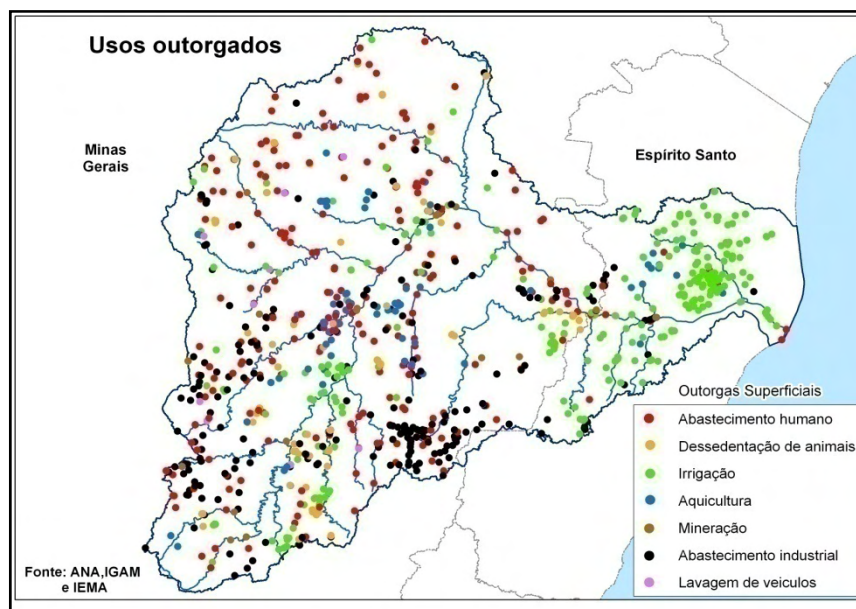 Usos outorgados
Minas
Gerais
Espírito Santo
Outorgas Superficiais
Abastecimento humano
Dessedentação de animais
Irrigação
Aquicultura
Mineração
Abastecimento industrial
Lavagem de veiculos
Fonte: ANA,IGAM
e IEMA